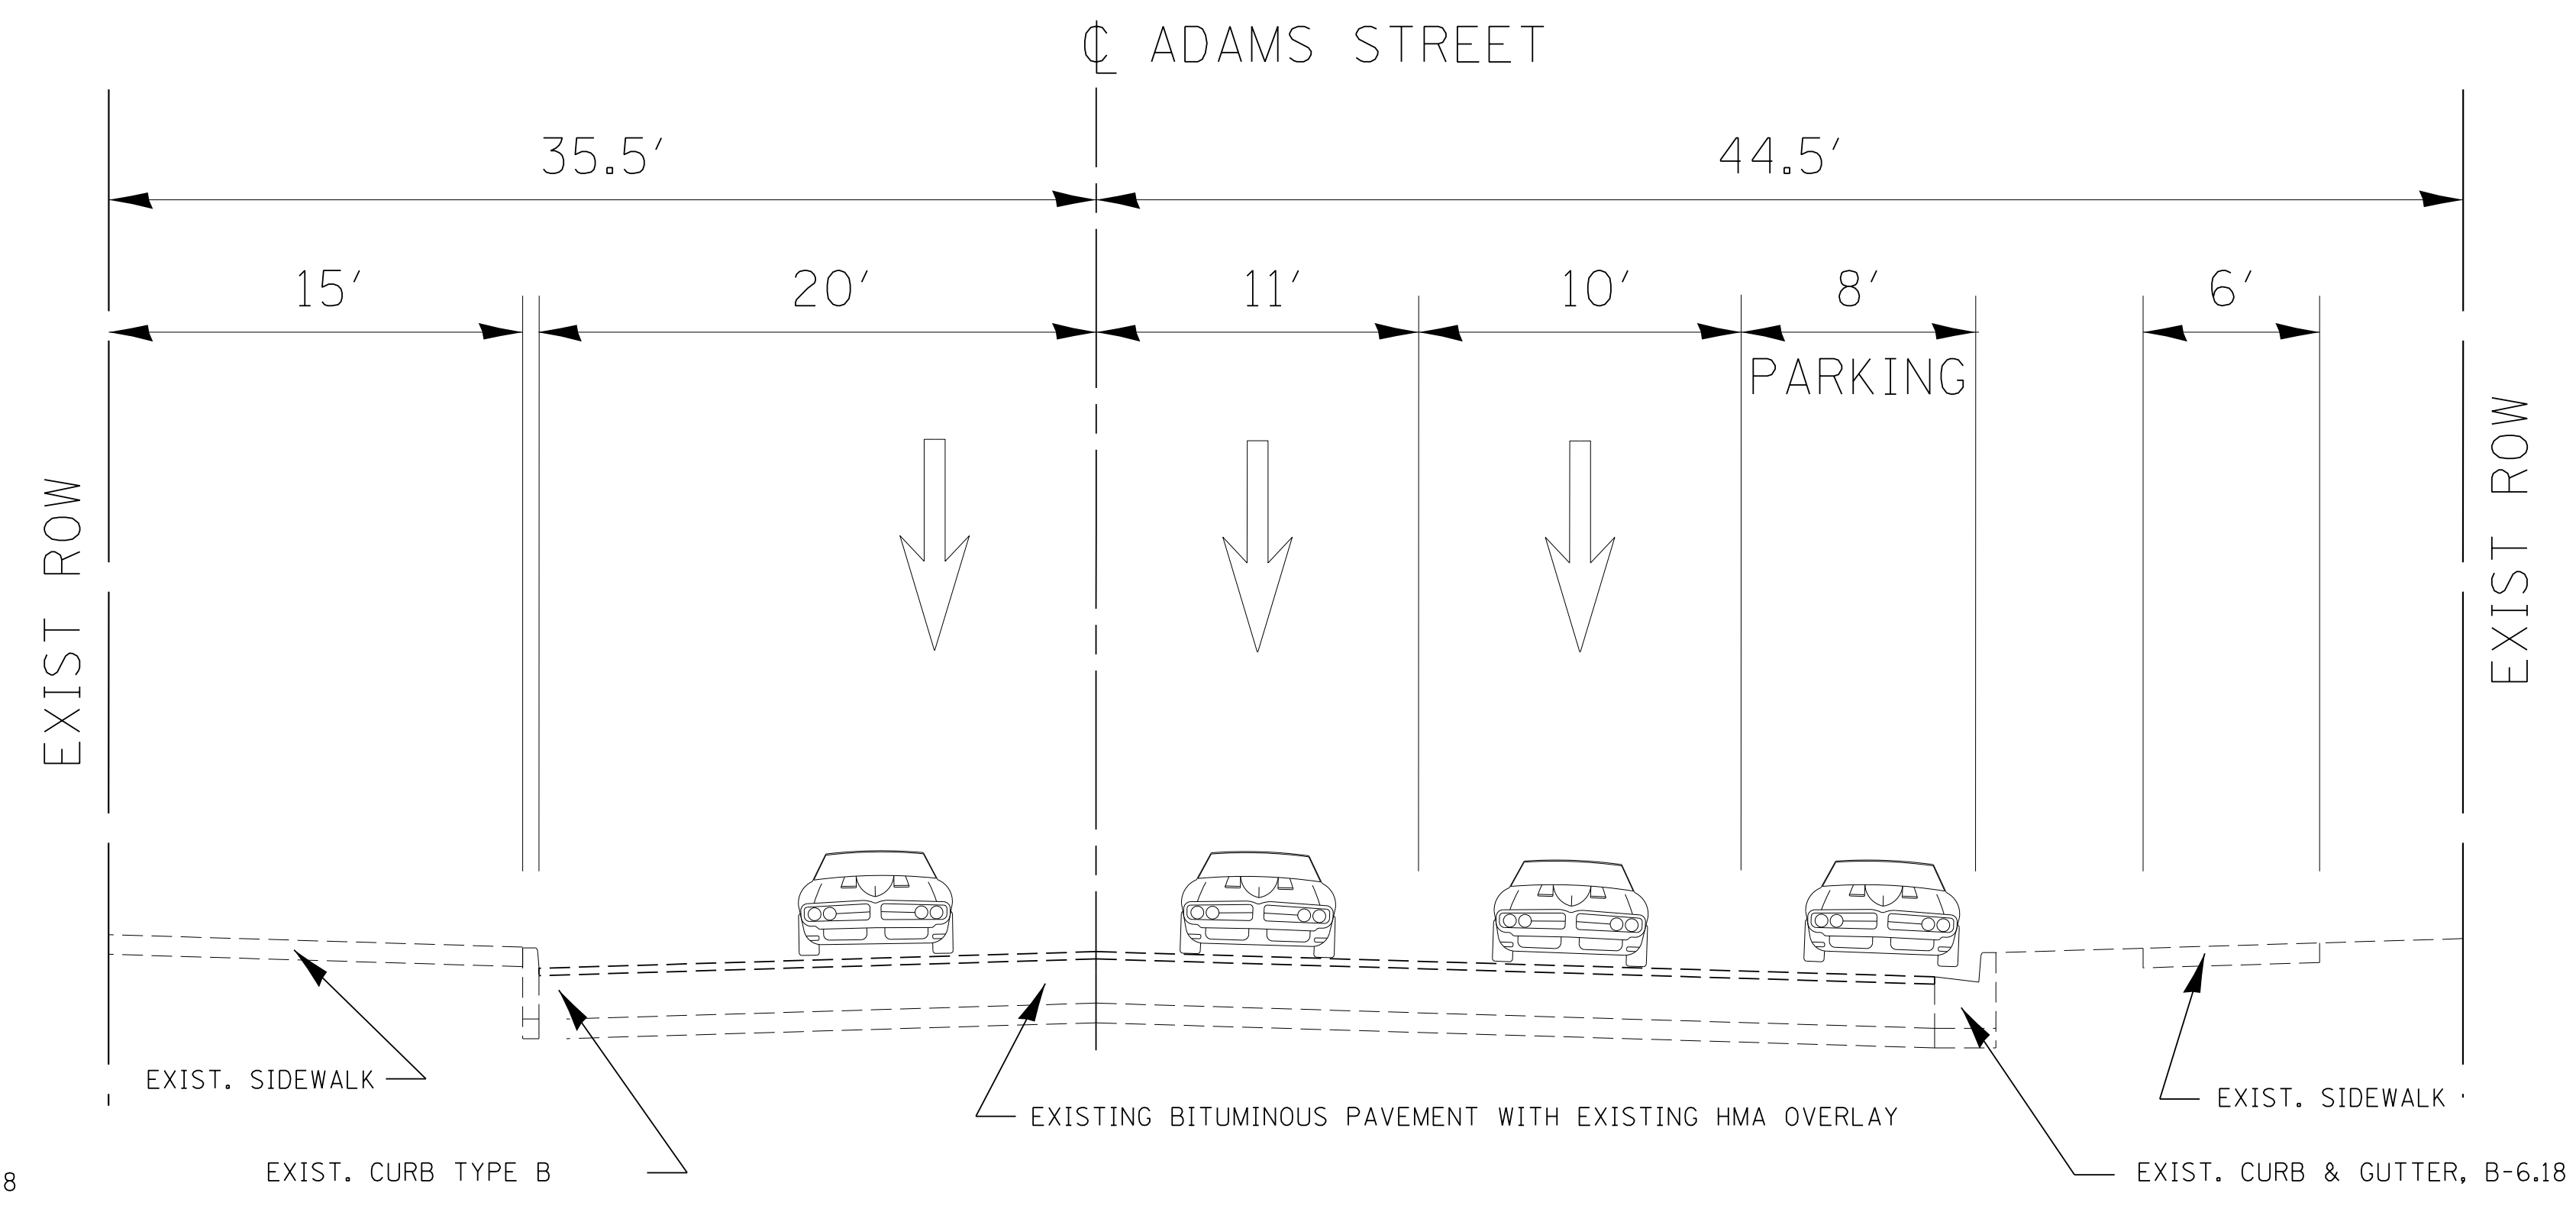 ℄ ADAMS STREET
35.5' 44.5'
15' 20' 11' 10' 8' 6'
PARKING
EXIST ROW
EXIST ROW
EXIST. SIDEWALK
EXIST. SIDEWALK
EXISTING BITUMINOUS PAVEMENT WITH EXISTING HMA OVERLAY
EXIST. CURB TYPE B
EXIST. CURB & GUTTER, B-6.18
8